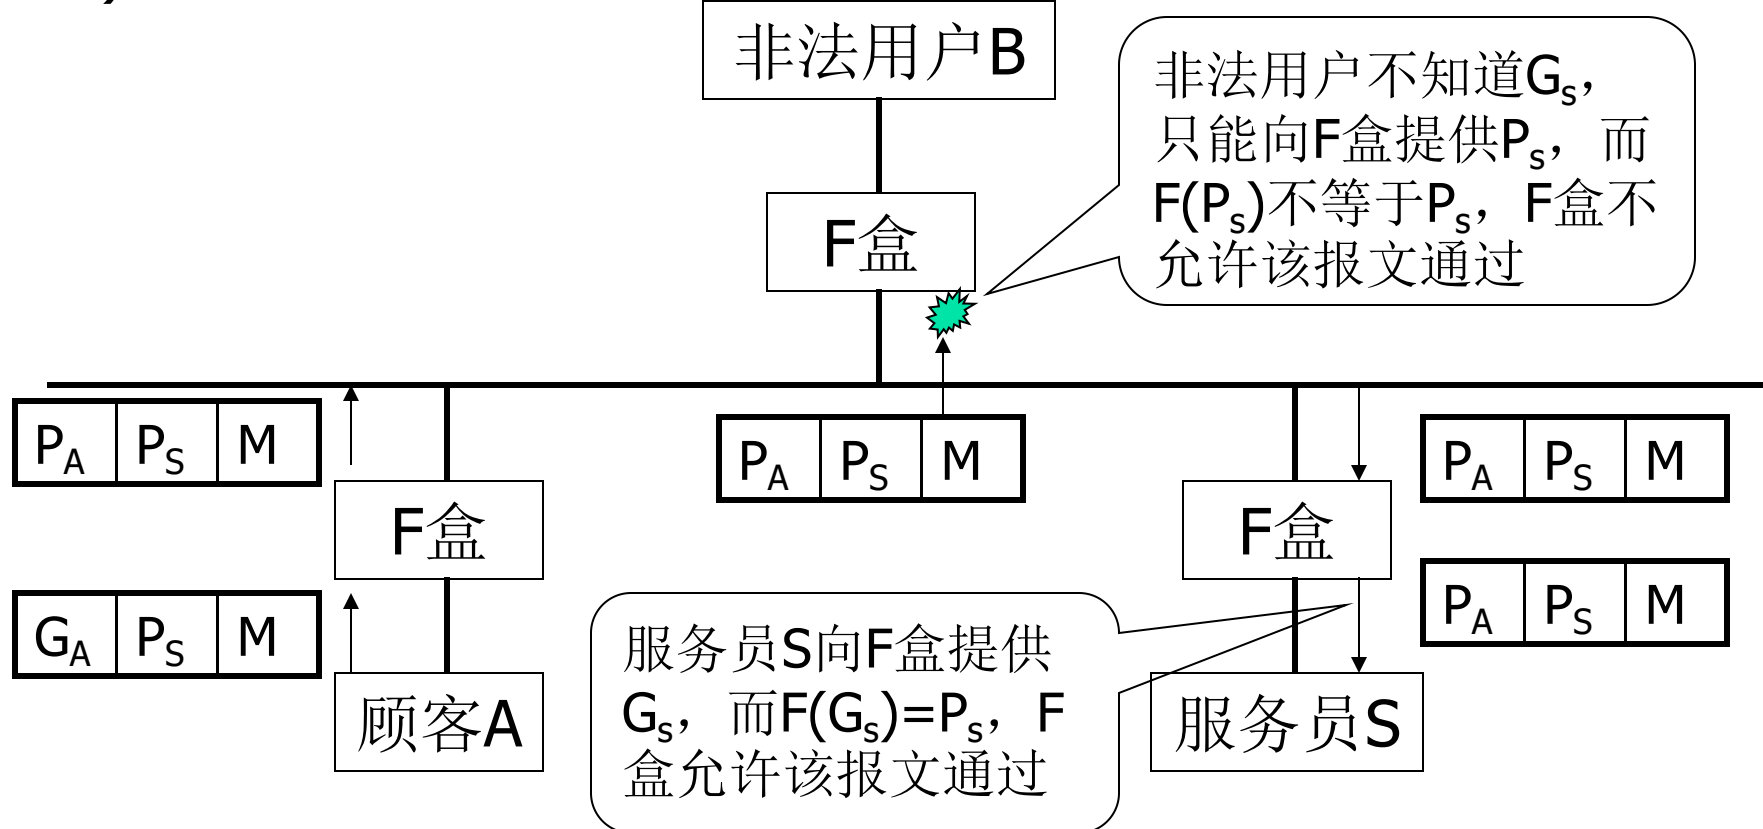 非法用户B
非法用户不知道Gs，
只能向F盒提供Ps，而
F(Ps)不等于Ps，F盒不
允许该报文通过
F盒
PA PS M
PA PS M
PA PS M
F盒
F盒
GA PS M
PA PS M
服务员S向F盒提供
Gs，而F(Gs)=Ps，F
盒允许该报文通过
顾客A
服务员S